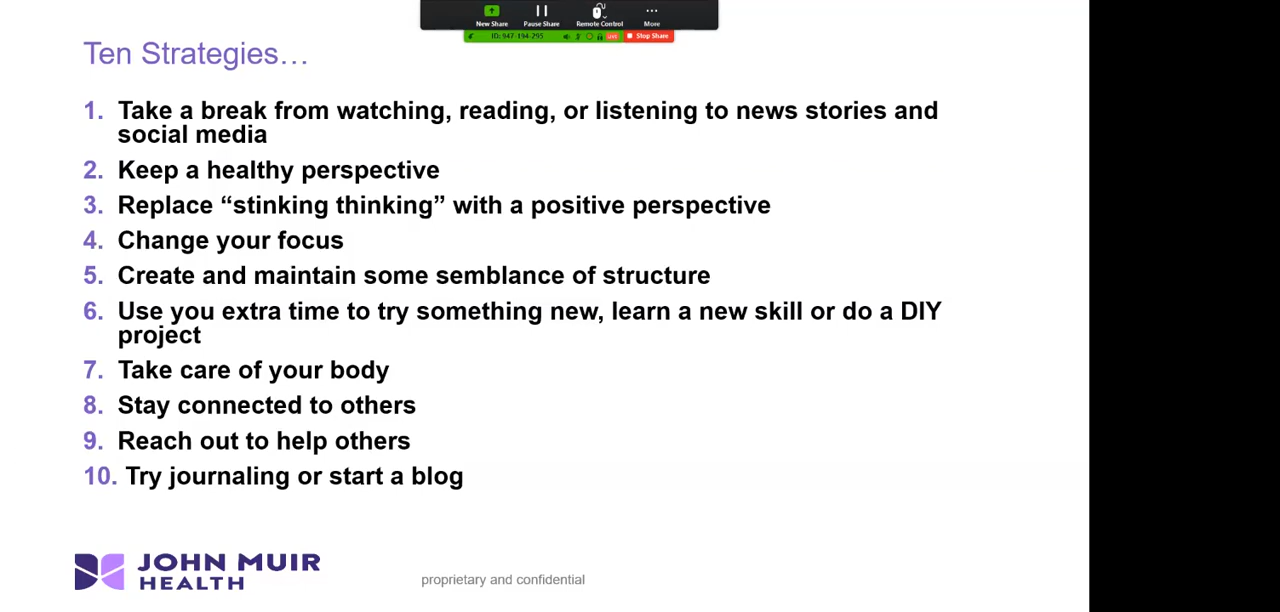 New Share Pause Share Remote Control More
ID: 947-194-295 LIVE Stop Share
Ten Strategies…
1. Take a break from watching, reading, or listening to news stories and
social media
2. Keep a healthy perspective
3. Replace “stinking thinking” with a positive perspective
4. Change your focus
5. Create and maintain some semblance of structure
6. Use you extra time to try something new, learn a new skill or do a DIY
project
7. Take care of your body
8. Stay connected to others
9. Reach out to help others
10. Try journaling or start a blog
JOHN MUIR
HEALTH
proprietary and confidential